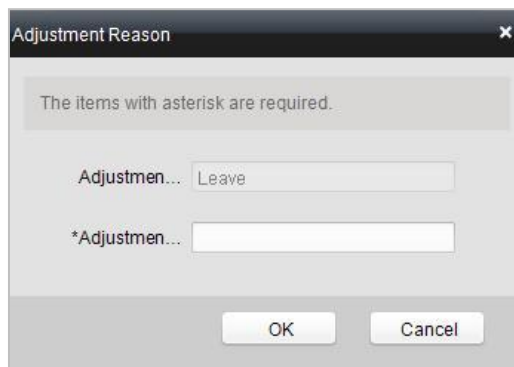 Adjustment Reason
The items with asterisk are required.
Adjustmen... Leave
*Adjustmen...
OK Cancel